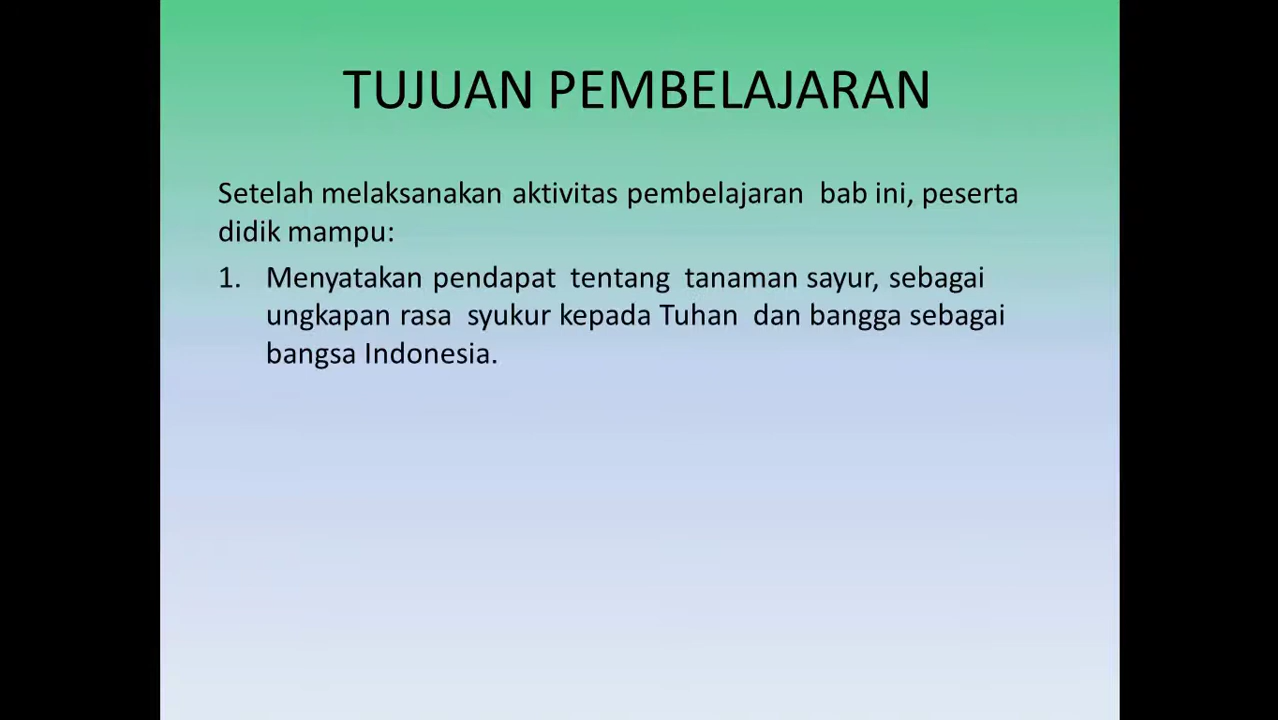 TUJUAN PEMBELAJARAN
Setelah melaksanakan aktivitas pembelajaran bab ini, peserta
didik mampu:
1. Menyatakan pendapat tentang tanaman sayur, sebagai
ungkapan rasa syukur kepada Tuhan dan bangga sebagai
bangsa Indonesia.